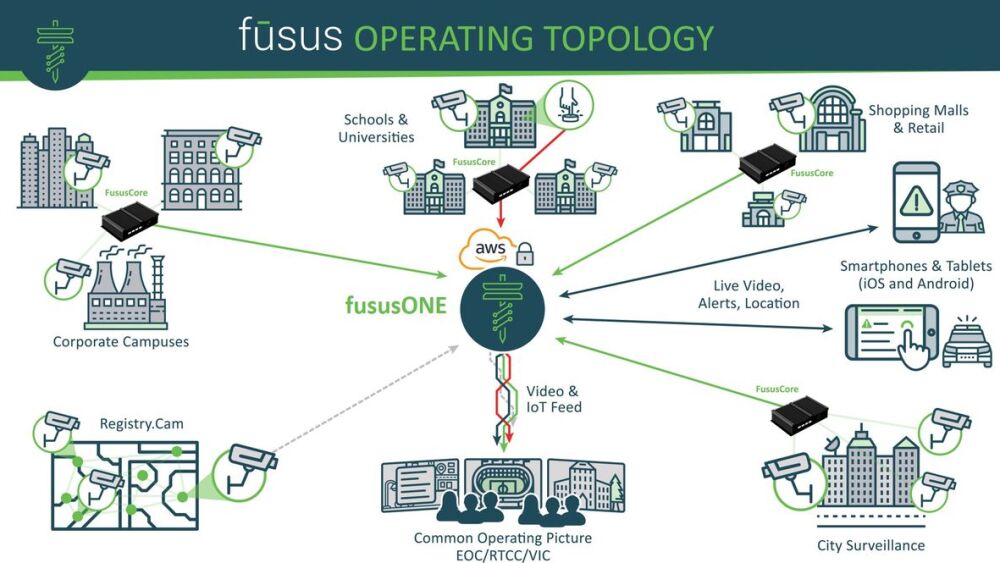 fūsus OPERATING TOPOLOGY
Schools &
Universities
Shopping Malls
& Retail
FususCore
FususCore
FususCore
aws
Smartphones & Tablets
(iOS and Android)
Live Video,
Alerts, Location
fususONE
Corporate Campuses
FususCore
Video &
IoT Feed
Registry.Cam
Common Operating Picture
EOC/RTCC/VIC
City Surveillance